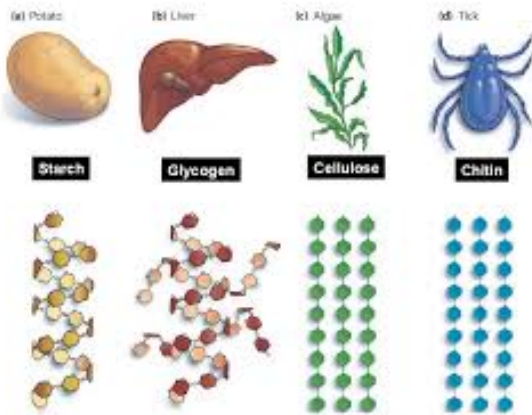 (a) Potato
(b) Liver
(c) Algae
(d) Tick
Starch
Glycogen
Cellulose
Chitin